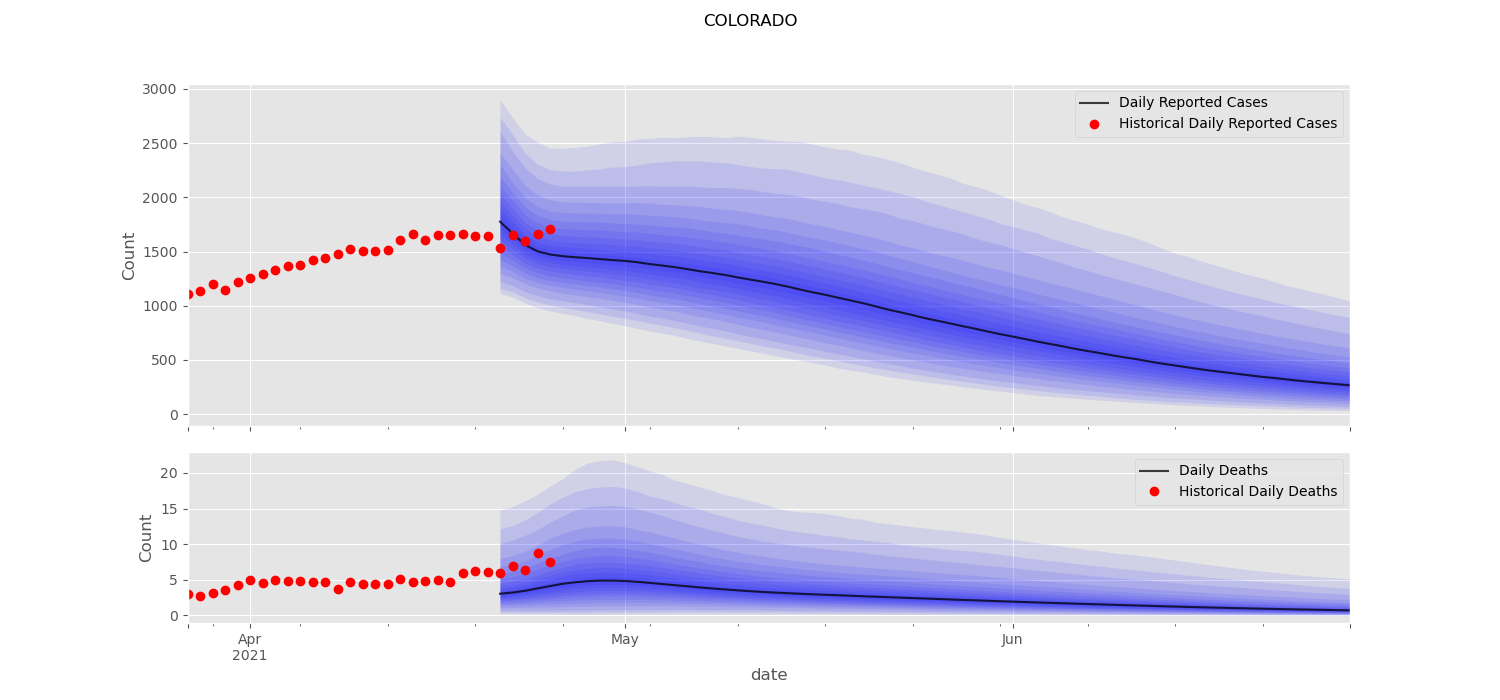 COLORADO
3000
2500
2000
1500
1000
500
0
Count
Daily Reported Cases
Historical Daily Reported Cases
20
15
10
5
0
Count
Daily Deaths
Historical Daily Deaths
Apr
2021
May
Jun
date